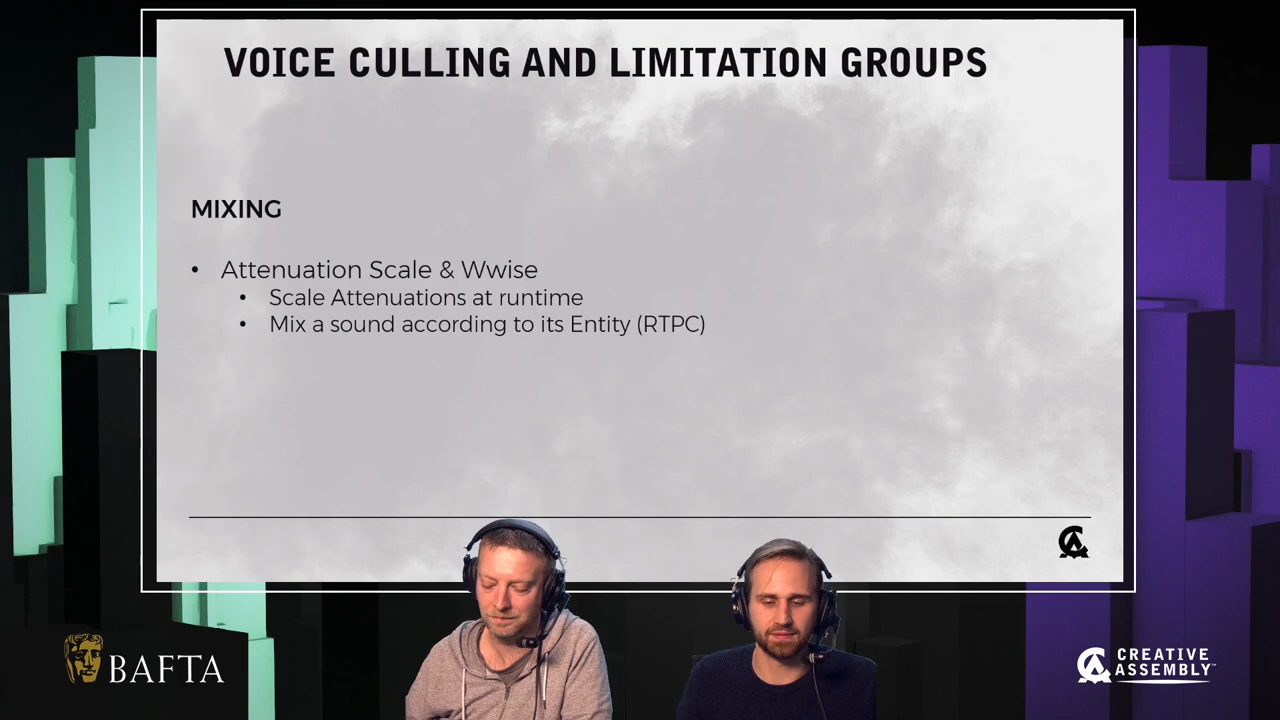 VOICE CULLING AND LIMITATION GROUPS
MIXING
• Attenuation Scale & Wwise
• Scale Attenuations at runtime
• Mix a sound according to its Entity (RTPC)
BAFTA
CREATIVE
ASSEMBLY™